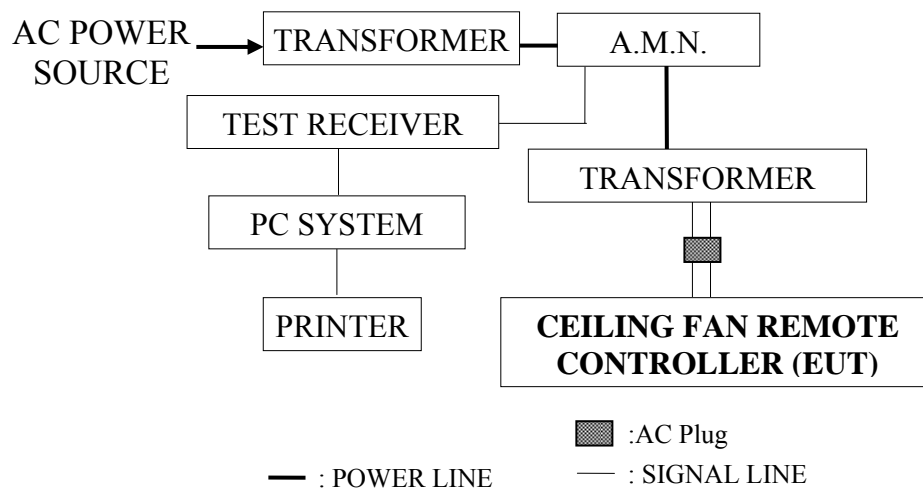 AC POWER
SOURCE
TRANSFORMER
A.M.N.
TEST RECEIVER
TRANSFORMER
PC SYSTEM
PRINTER
CEILING FAN REMOTE
CONTROLLER (EUT)
:AC Plug
: POWER LINE
: SIGNAL LINE